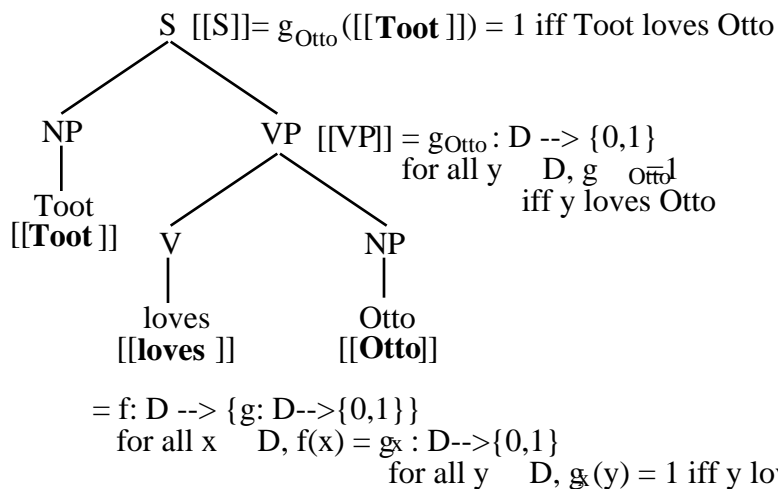 S [[S]]= gOtto([[Toot ]]) = 1 iff Toot loves Otto
NP
VP [[VP]] = gOtto : D --> {0,1}
for all y D, g Otto=1
iff y loves Otto
Toot
[[Toot ]]
V
NP
loves
[[loves ]]
Otto
[[Otto]]
= f: D --> {g: D-->{0,1}}
for all x D, f(x) = gx : D-->{0,1}
for all y D, gx(y) = 1 iff y lov